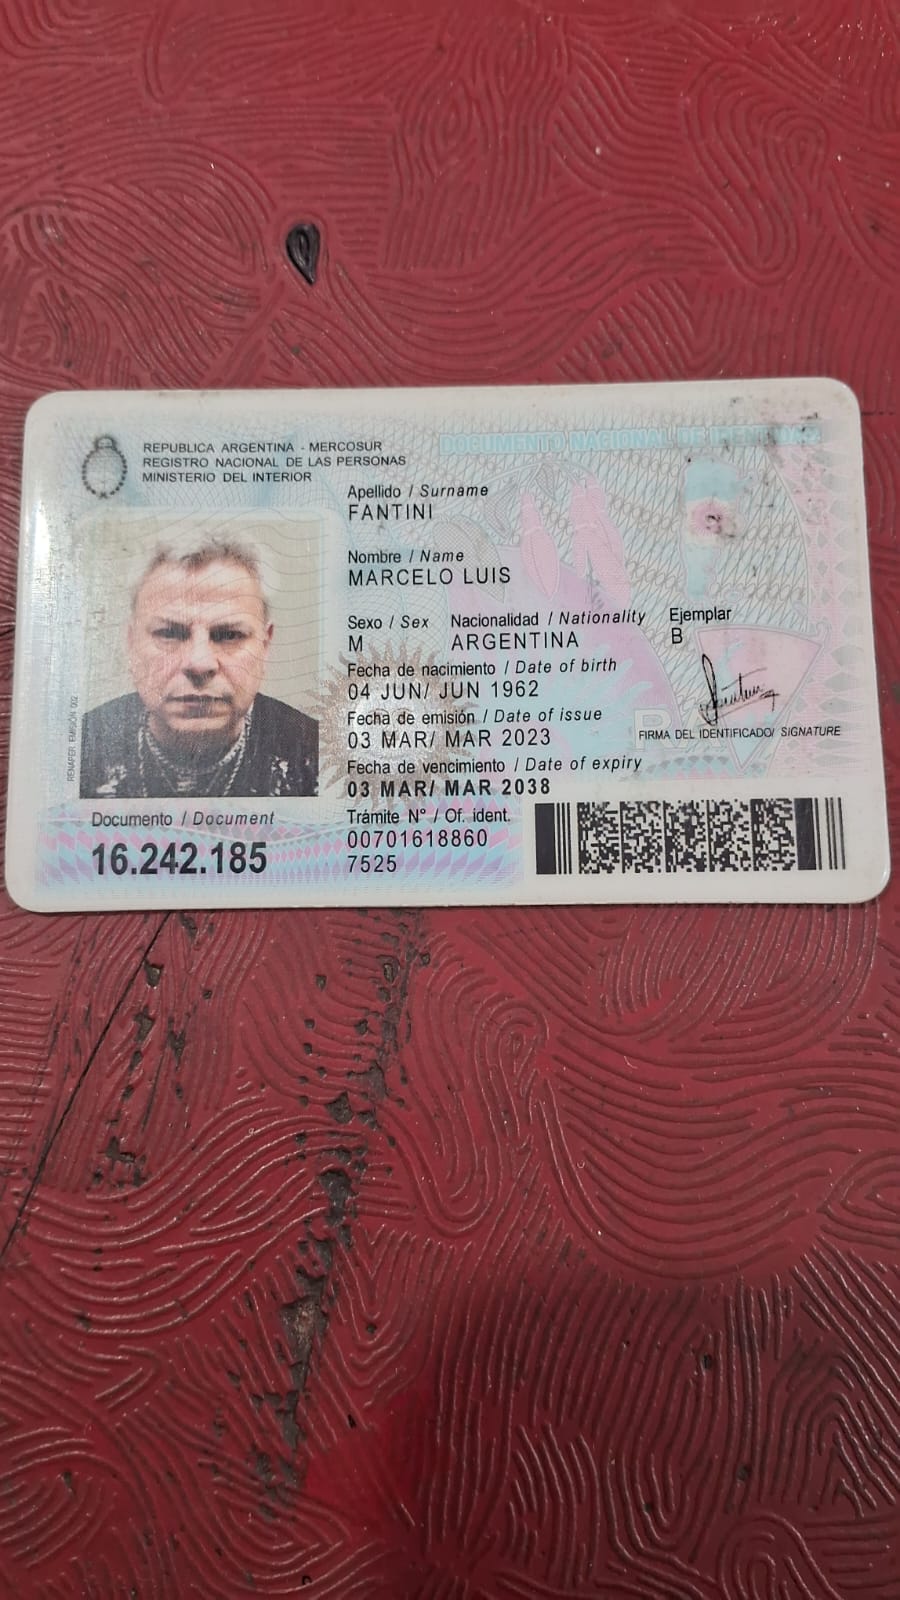 REPUBLICA ARGENTINA - MERCOSUR
REGISTRO NACIONAL DE LAS PERSONAS
MINISTERIO DEL INTERIOR
DOCUMENTO NACIONAL DE IDENTIDAD
Apellido / Surname
FANTINI
Nombre / Name
MARCELO LUIS
Sexo / Sex Nacionalidad / Nationality Ejemplar
M ARGENTINA B
Fecha de nacimiento / Date of birth
04 JUN/ JUN 1962
Fecha de emisión / Date of issue
03 MAR/ MAR 2023
FIRMA DEL IDENTIFICADO/ SIGNATURE
Fecha de vencimiento / Date of expiry
03 MAR/ MAR 2038
Documento / Document
16.242.185
Trámite N° / Of. ident.
00701618860
7525
RENAPER EMISIÓN 002